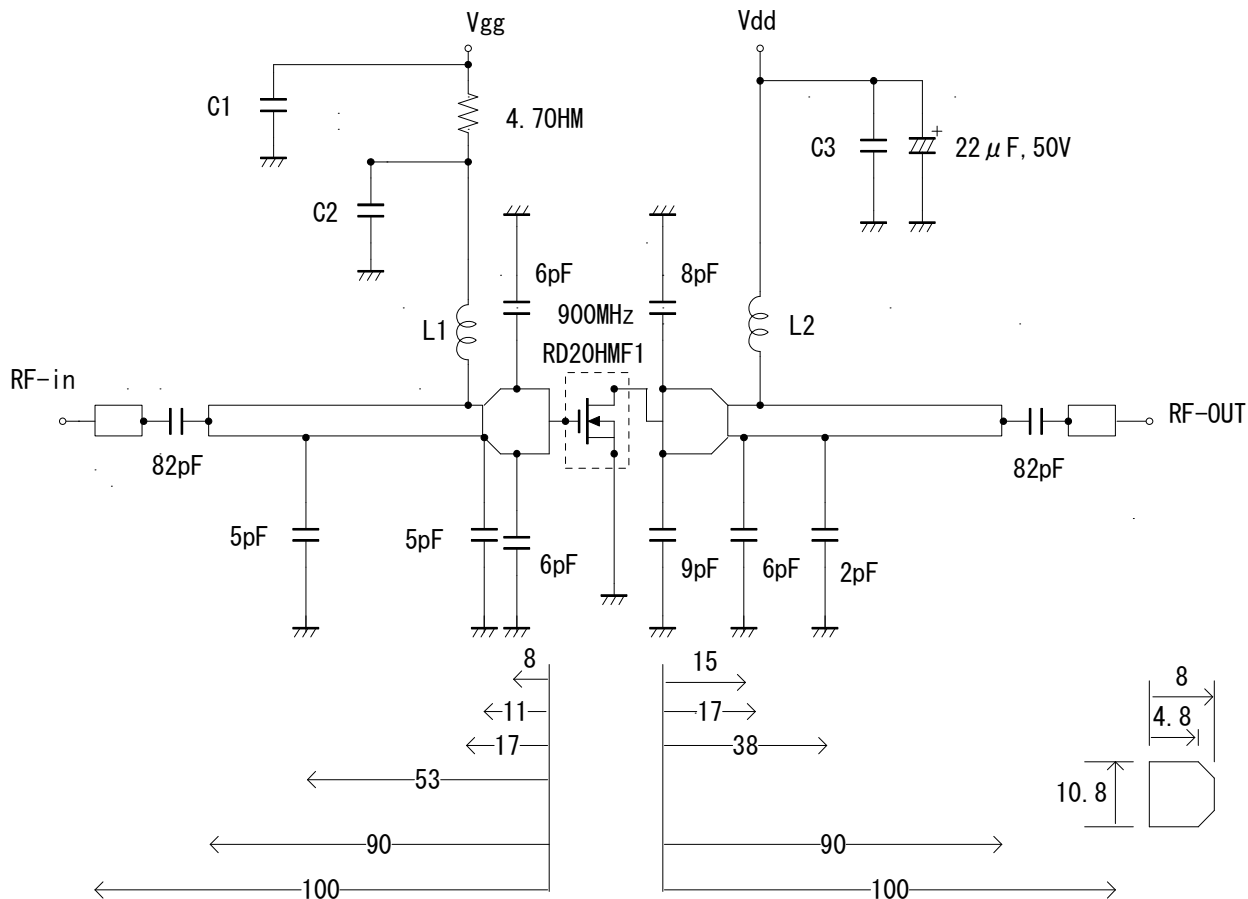 Vgg
Vdd
C1
4.7OHM
C3
22μF,50V
C2
6pF
8pF
900MHz
L1
L2
RD20HMF1
RF-in
RF-OUT
82pF
82pF
5pF
5pF
6pF
9pF
6pF
2pF
8
15
8
11
17
4.8
17
38
53
10.8
90
90
100
100